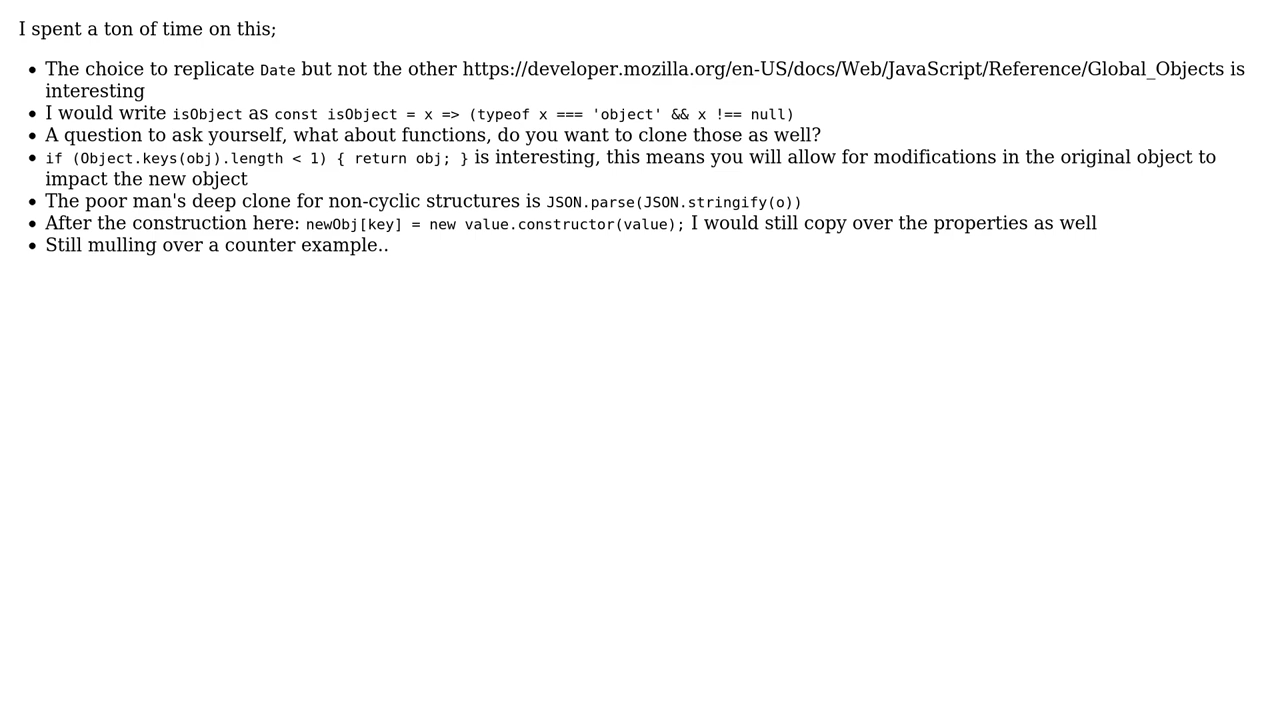 I spent a ton of time on this;
• The choice to replicate Date but not the other https://developer.mozilla.org/en-US/docs/Web/JavaScript/Reference/Global_Objects is
interesting
• I would write isObject as const isObject = x => (typeof x === 'object' && x !== null)
• A question to ask yourself, what about functions, do you want to clone those as well?
• if (Object.keys(obj).length < 1) { return obj; } is interesting, this means you will allow for modifications in the original object to
impact the new object
• The poor man's deep clone for non-cyclic structures is JSON.parse(JSON.stringify(o))
• After the construction here: newObj[key] = new value.constructor(value); I would still copy over the properties as well
• Still mulling over a counter example..